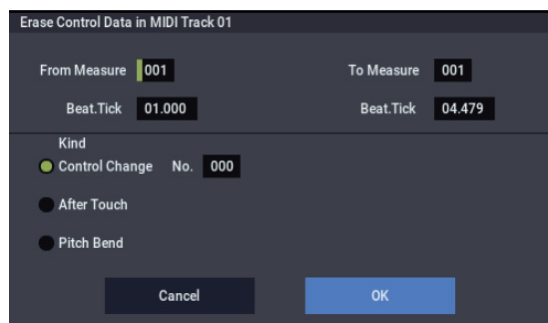 Erase Control Data in MIDI Track 01
From Measure 001 To Measure 001
Beat.Tick 01.000 Beat.Tick 04.479
Kind
Control Change No. 000
After Touch
Pitch Bend
Cancel OK